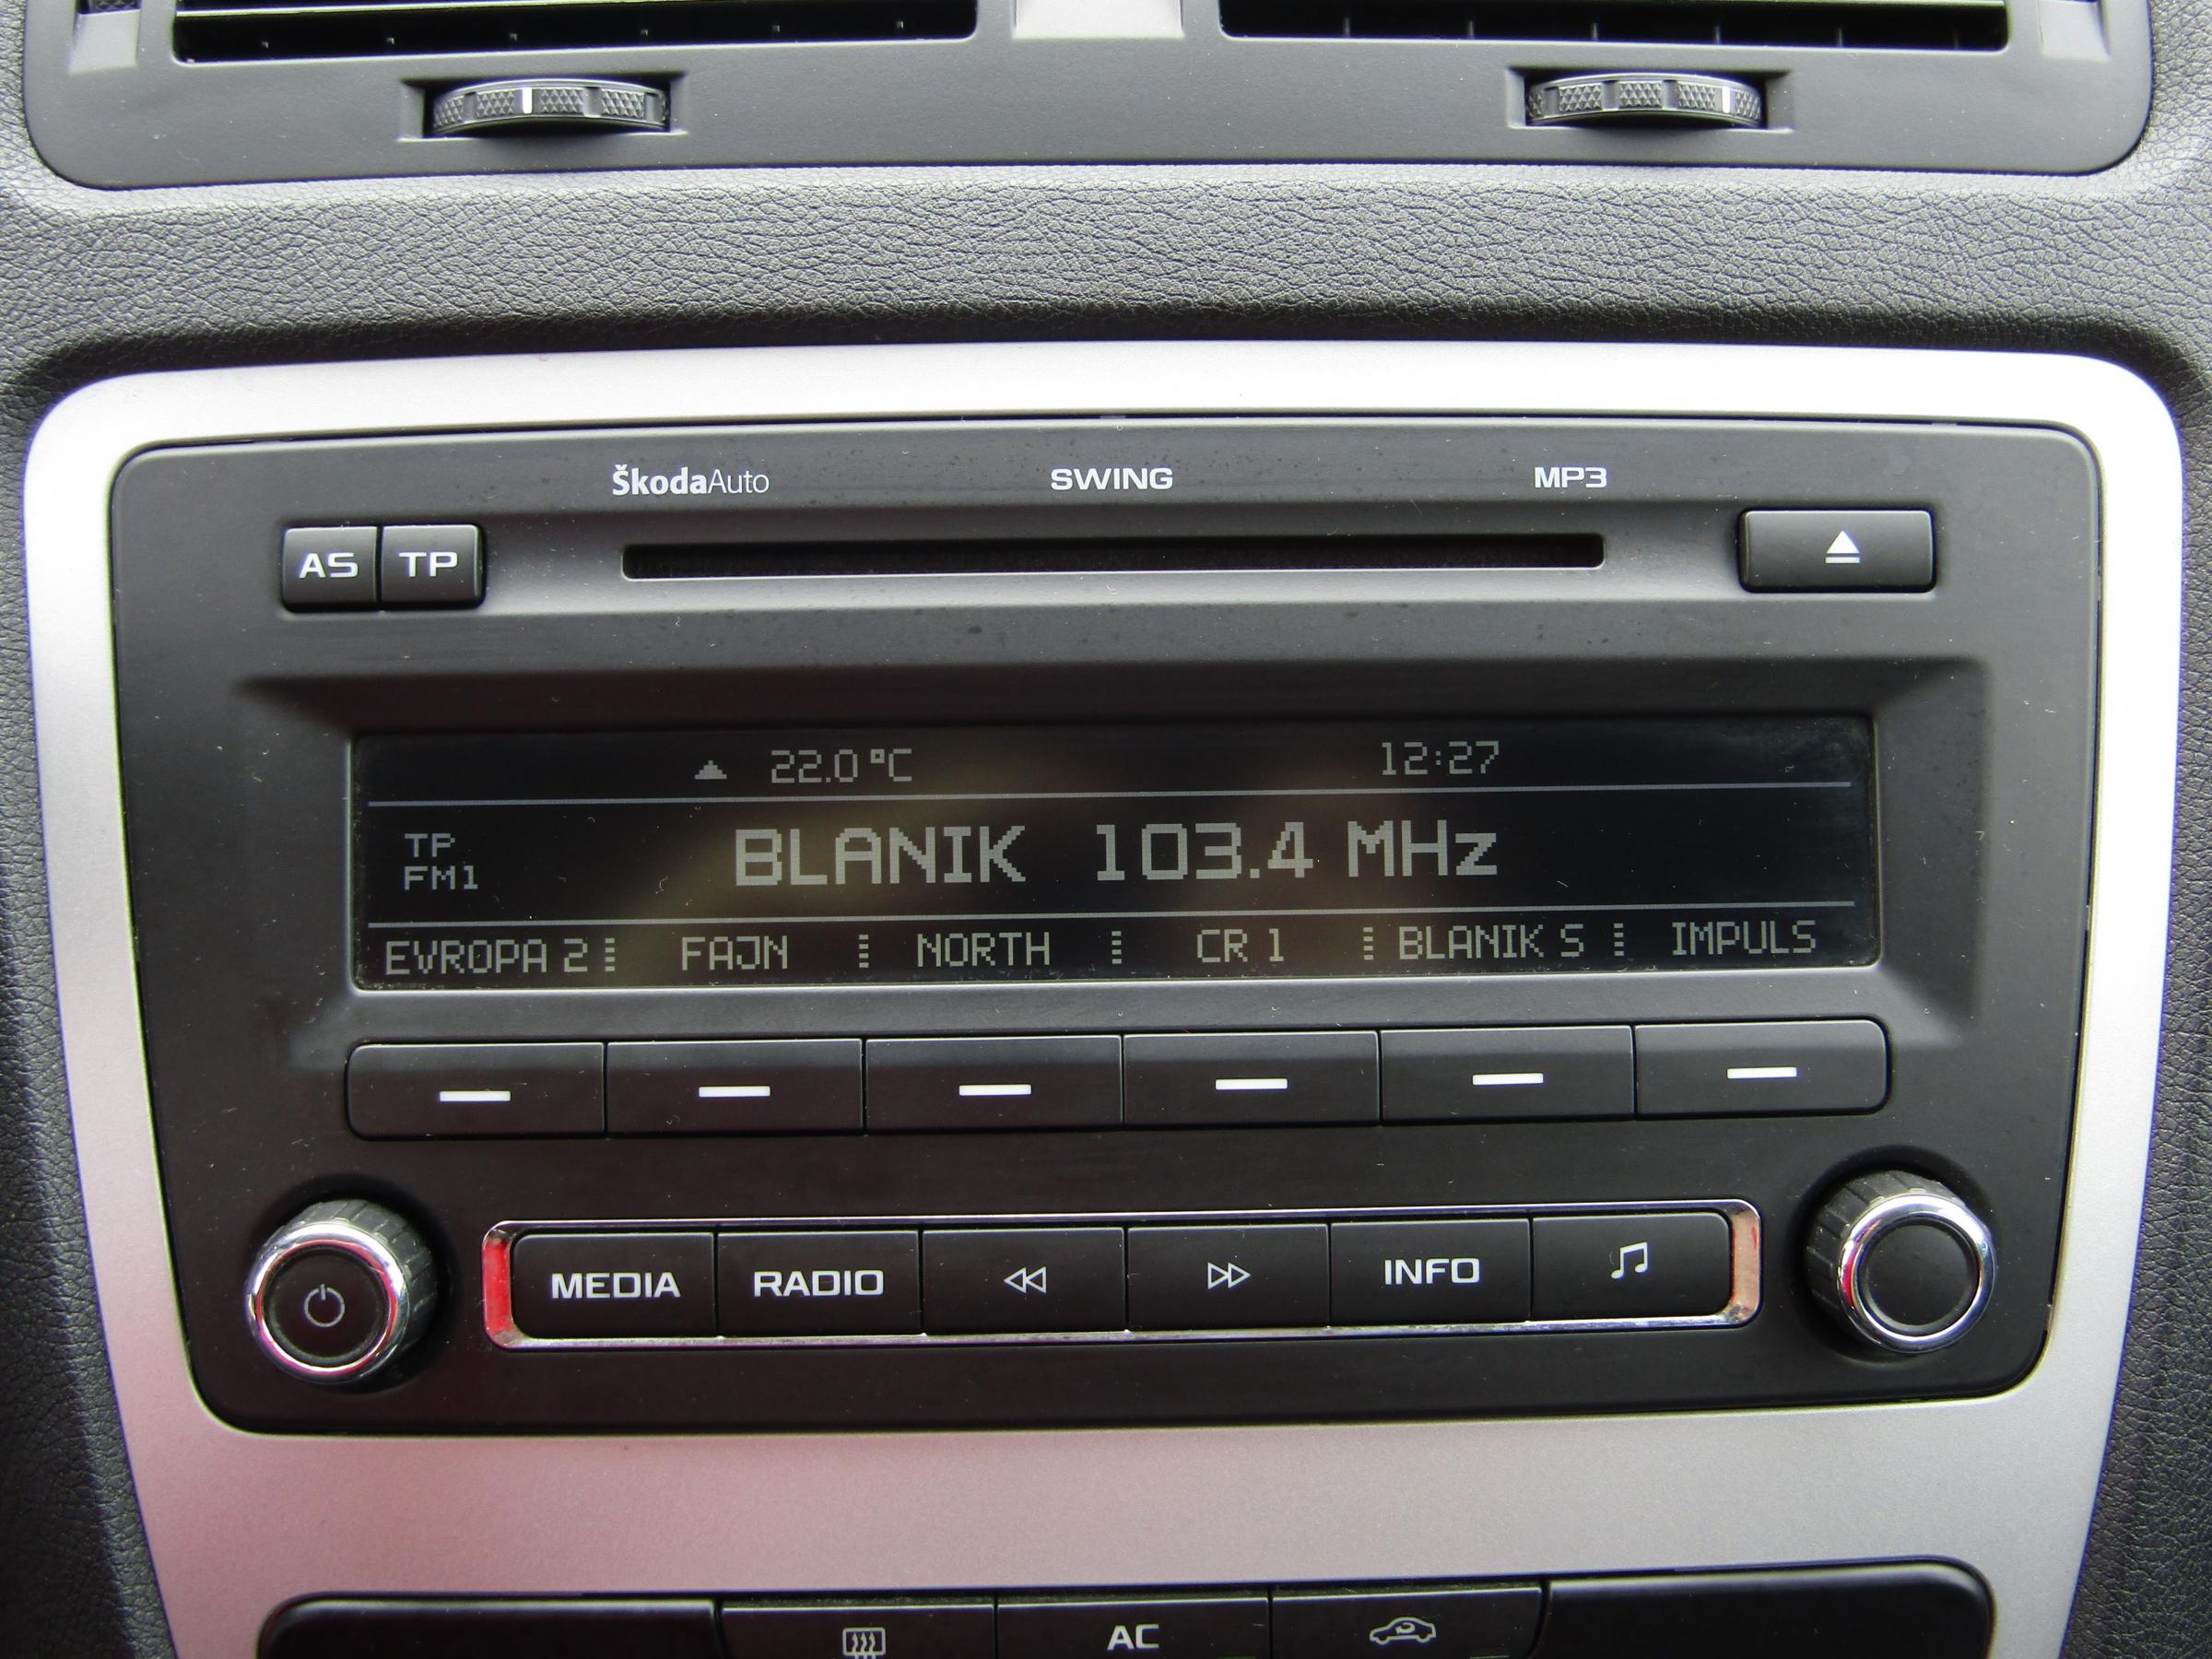 ŠkodaAuto SWING MP3
AS TP
22.0 °C 12:27
TP
FM1
BLANIK 103.4 MHz
EVROPA 2 FAJN NORTH CR 1 BLANIK S IMPULS
MEDIA RADIO INFO
AC